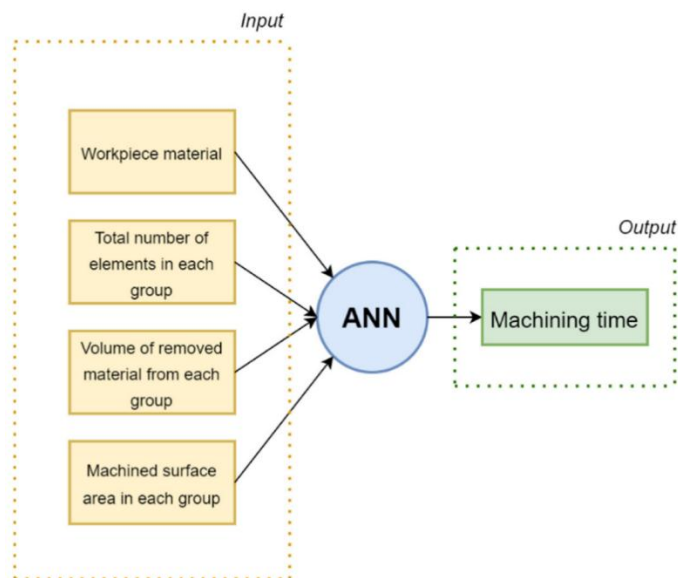 Input
Workpiece material
Total number of
elements in each
group
Volume of removed
material from each
group
Machined surface
area in each group
ANN
Output
Machining time